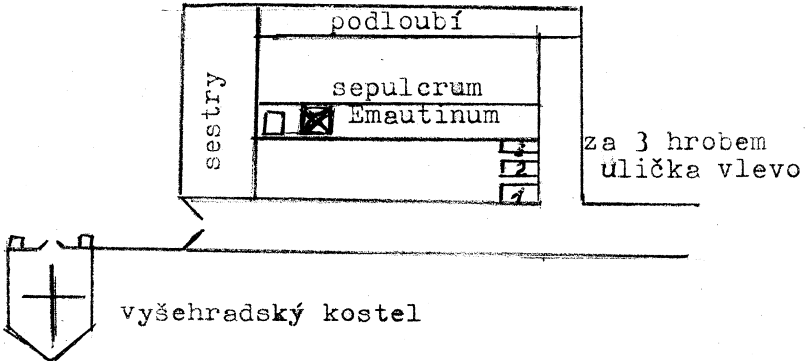 podloubí
sestry
sepulcrum
Emautinum
3
2
1
za 3 hrobem
ulička vlevo
vyšehradský kostel